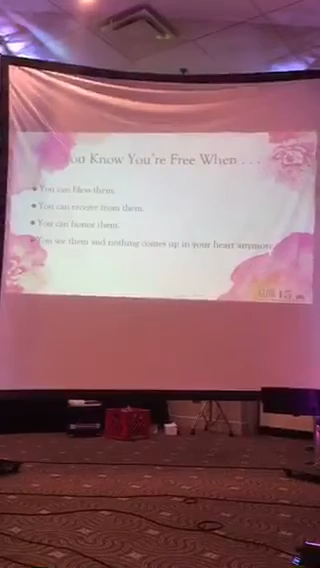 You Know You're Free When . . .
• You can bless them.
• You can receive from them.
• You can honor them.
• You see them and nothing comes up in your heart anymore.